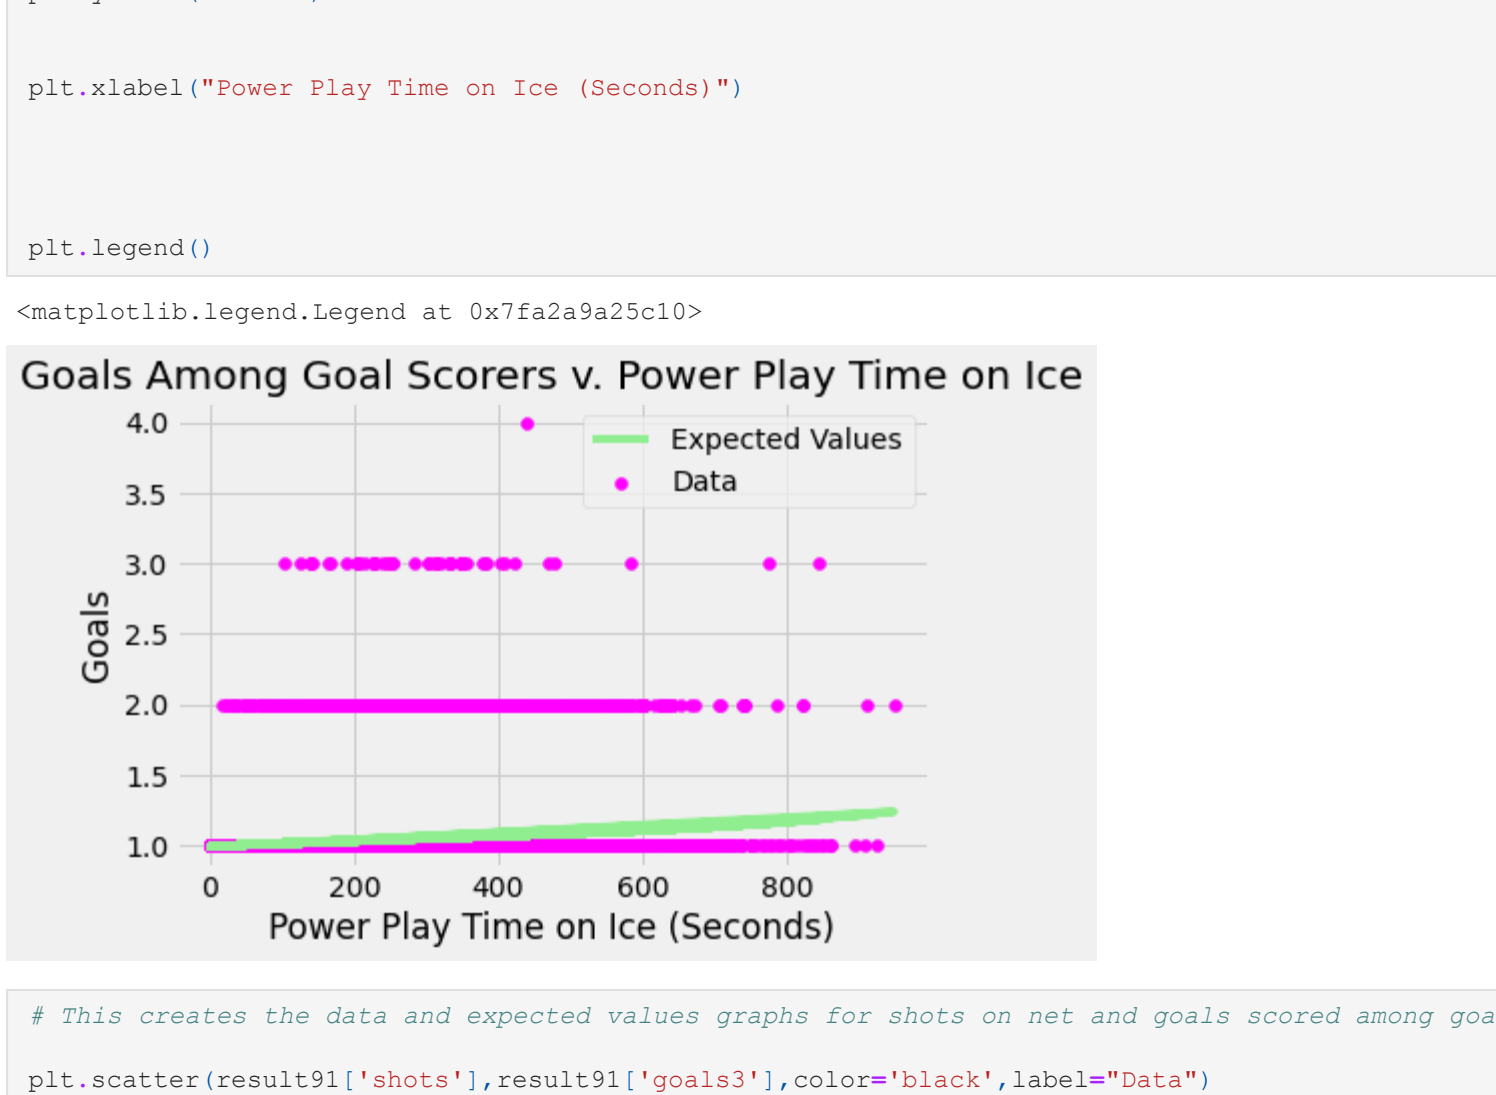 plt.xlabel("Power Play Time on Ice (Seconds)")
plt.legend()
<matplotlib.legend.Legend at 0x7fa2a9a25c10>
Goals Among Goal Scorers v. Power Play Time on Ice
4.0
3.5
3.0
2.5
2.0
1.5
1.0
Goals
Expected Values
Data
0 200 400 600 800
Power Play Time on Ice (Seconds)
# This creates the data and expected values graphs for shots on net and goals scored among goa
plt.scatter(result91['shots'],result91['goals3'],color='black',label="Data")